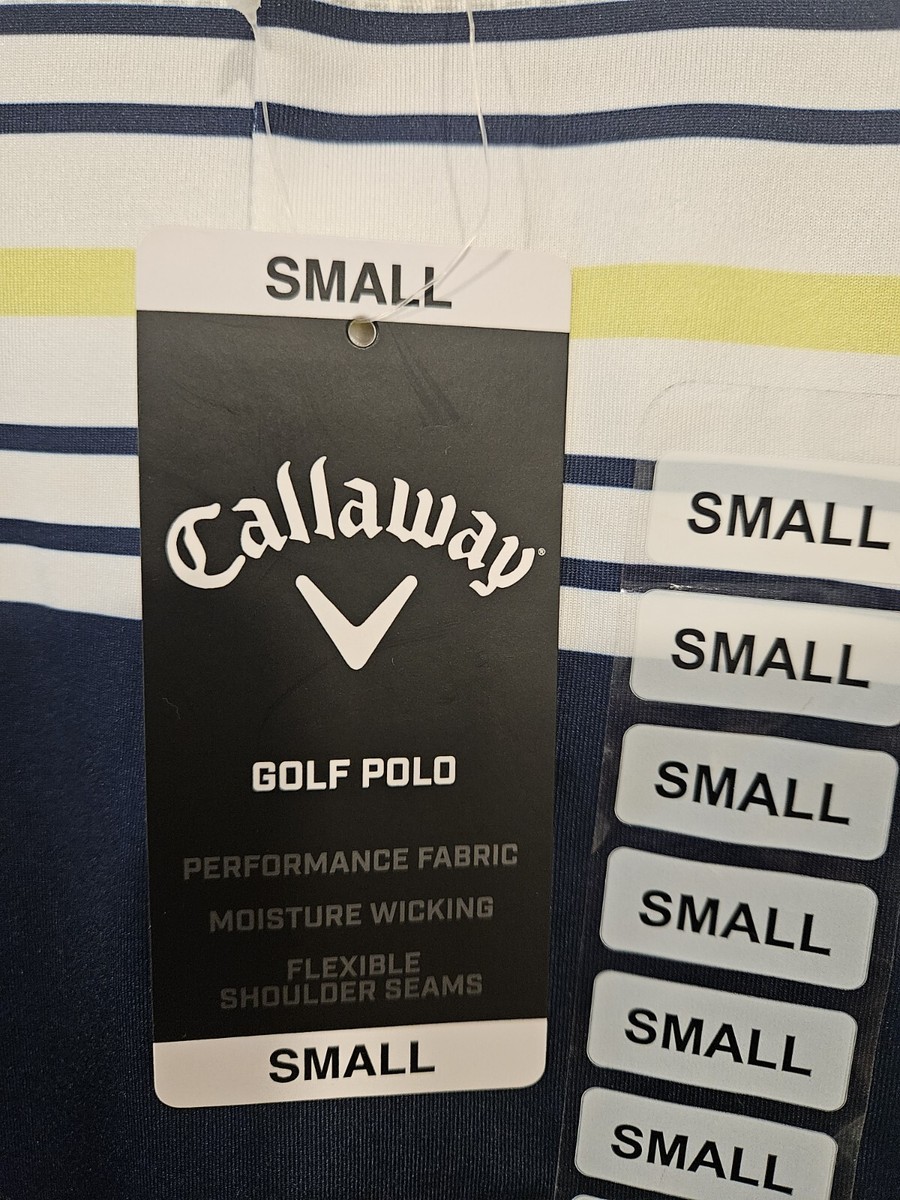 SMALL
Callaway®
GOLF POLO
PERFORMANCE FABRIC
MOISTURE WICKING
FLEXIBLE
SHOULDER SEAMS
SMALL
SMALL
SMALL
SMALL
SMALL
SMALL
SMALL